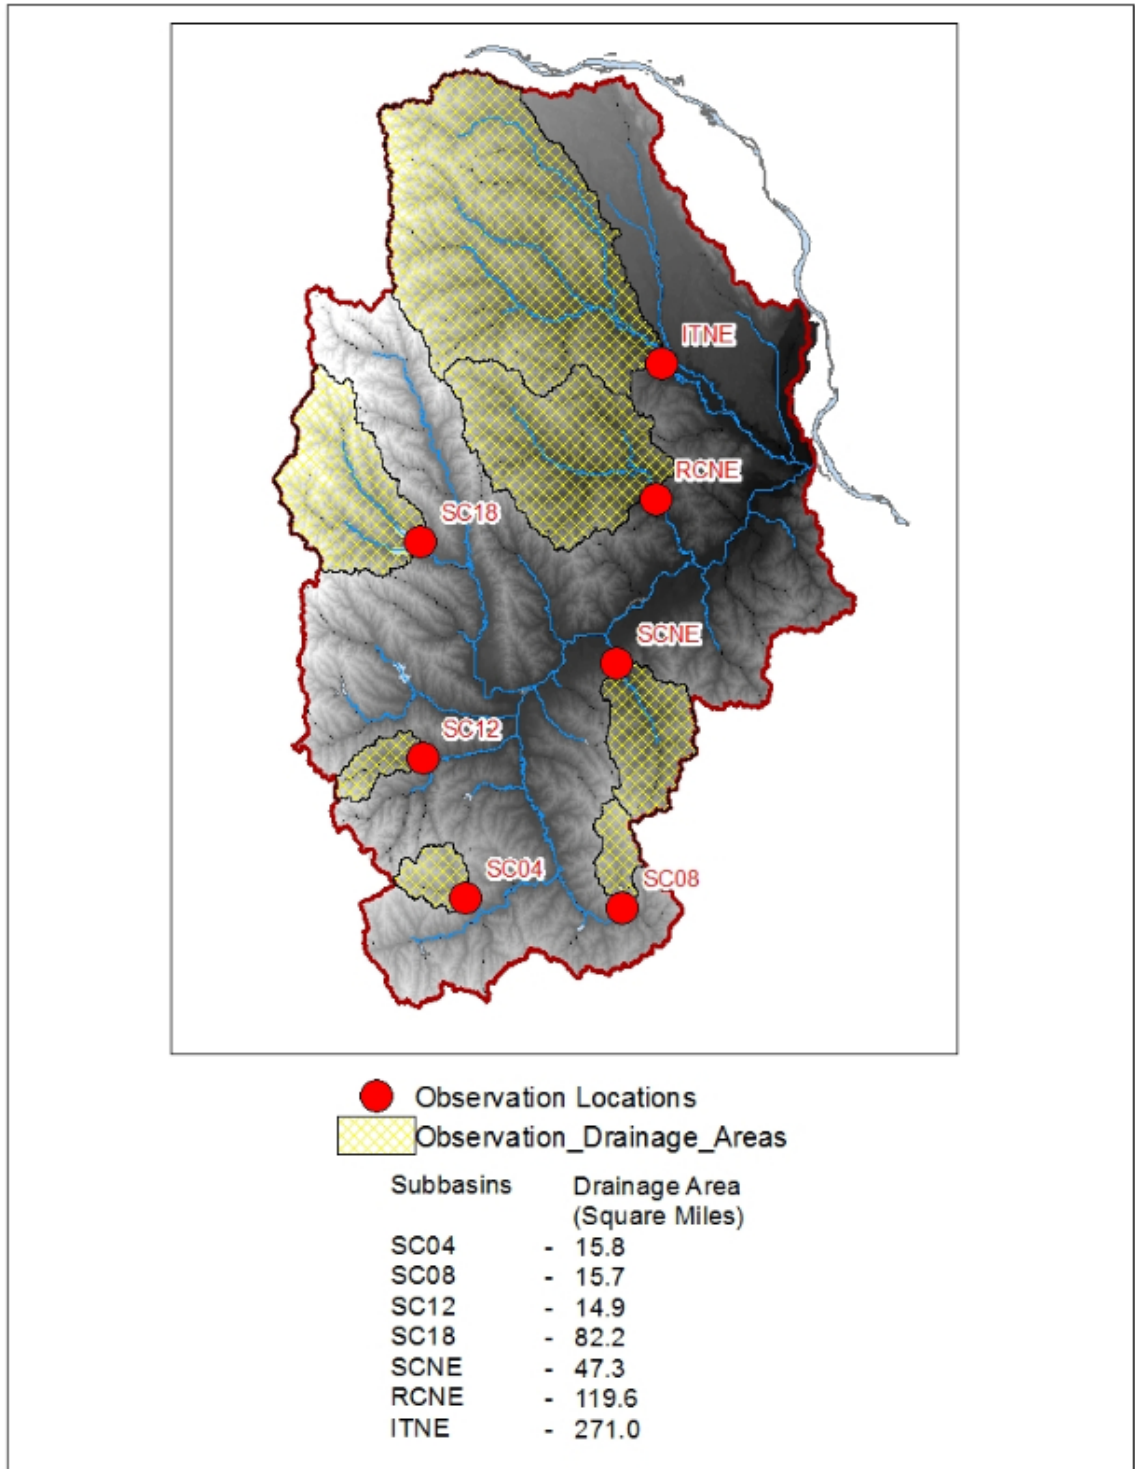 ITNE
RCNE
SC18
SCNE
SC12
SC04
SC08
Observation Locations
Observation_Drainage_Areas
Subbasins Drainage Area
(Square Miles)
SC04 - 15.8
SC08 - 15.7
SC12 - 14.9
SC18 - 82.2
SCNE - 47.3
RCNE - 119.6
ITNE - 271.0